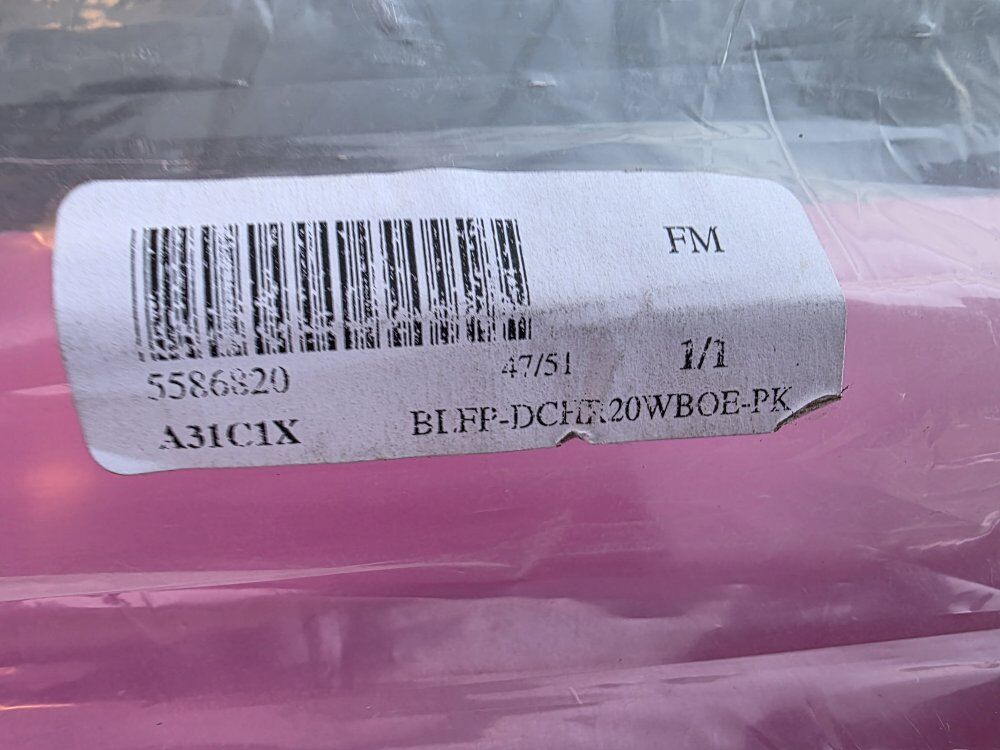 FM
5586820
47/51
1/1
A31C1X
BLFP-DCHR20WBOE-PK